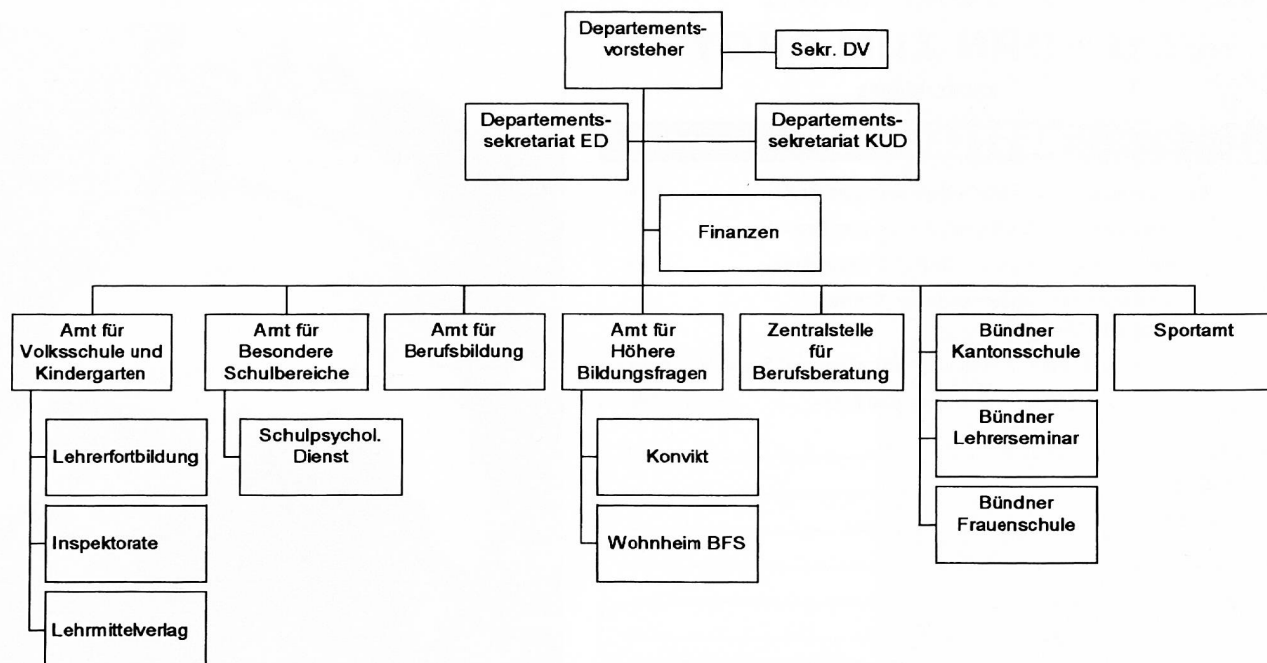 Departements-
vorsteher
Sekr. DV
Departements-
sekretariat ED
Departements-
sekretariat KUD
Finanzen
Amt für
Volksschule und
Kindergarten
Amt für
Besondere
Schulbereiche
Amt für
Berufsbildung
Amt für
Höhere
Bildungsfragen
Zentralstelle
für
Berufsberatung
Bündner
Kantonsschule
Sportamt
Lehrerfortbildung
Schulpsychol.
Dienst
Konvikt
Bündner
Lehrerseminar
Inspektorate
Wohnheim BFS
Bündner
Frauenschule
Lehrmittelverlag